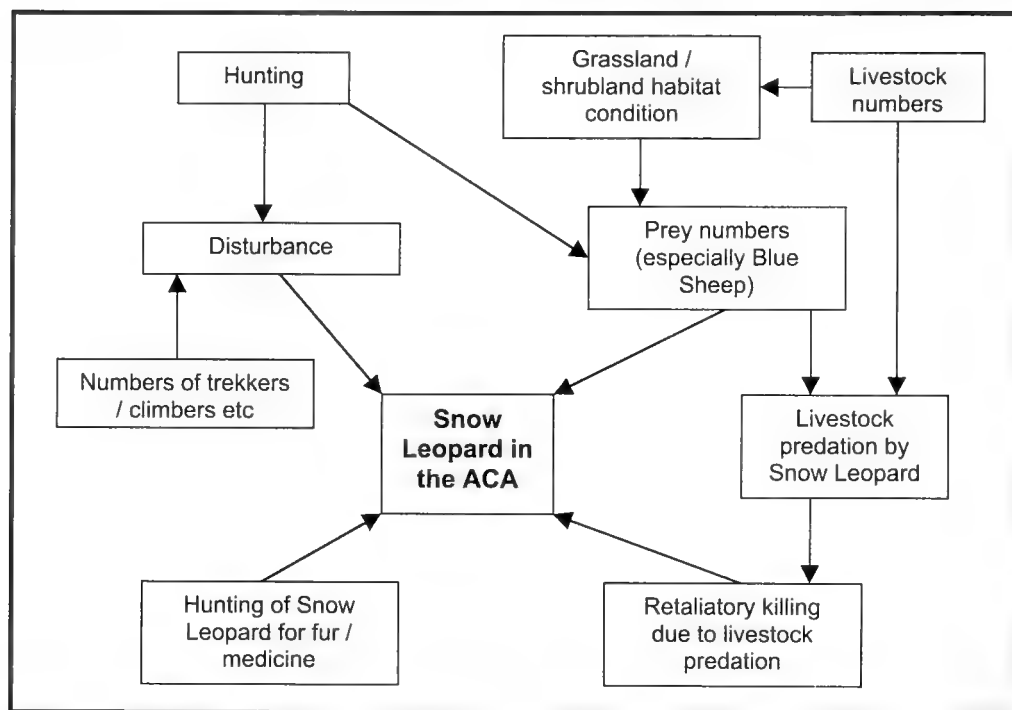 Hunting
Grassland /
shrubland habitat
condition
Livestock
numbers
Disturbance
Prey numbers
(especially Blue
Sheep)
Numbers of trekkers
/ climbers etc
Snow
Leopard in
the ACA
Livestock
predation by
Snow Leopard
Hunting of Snow
Leopard for fur /
medicine
Retaliatory killing
due to livestock
predation